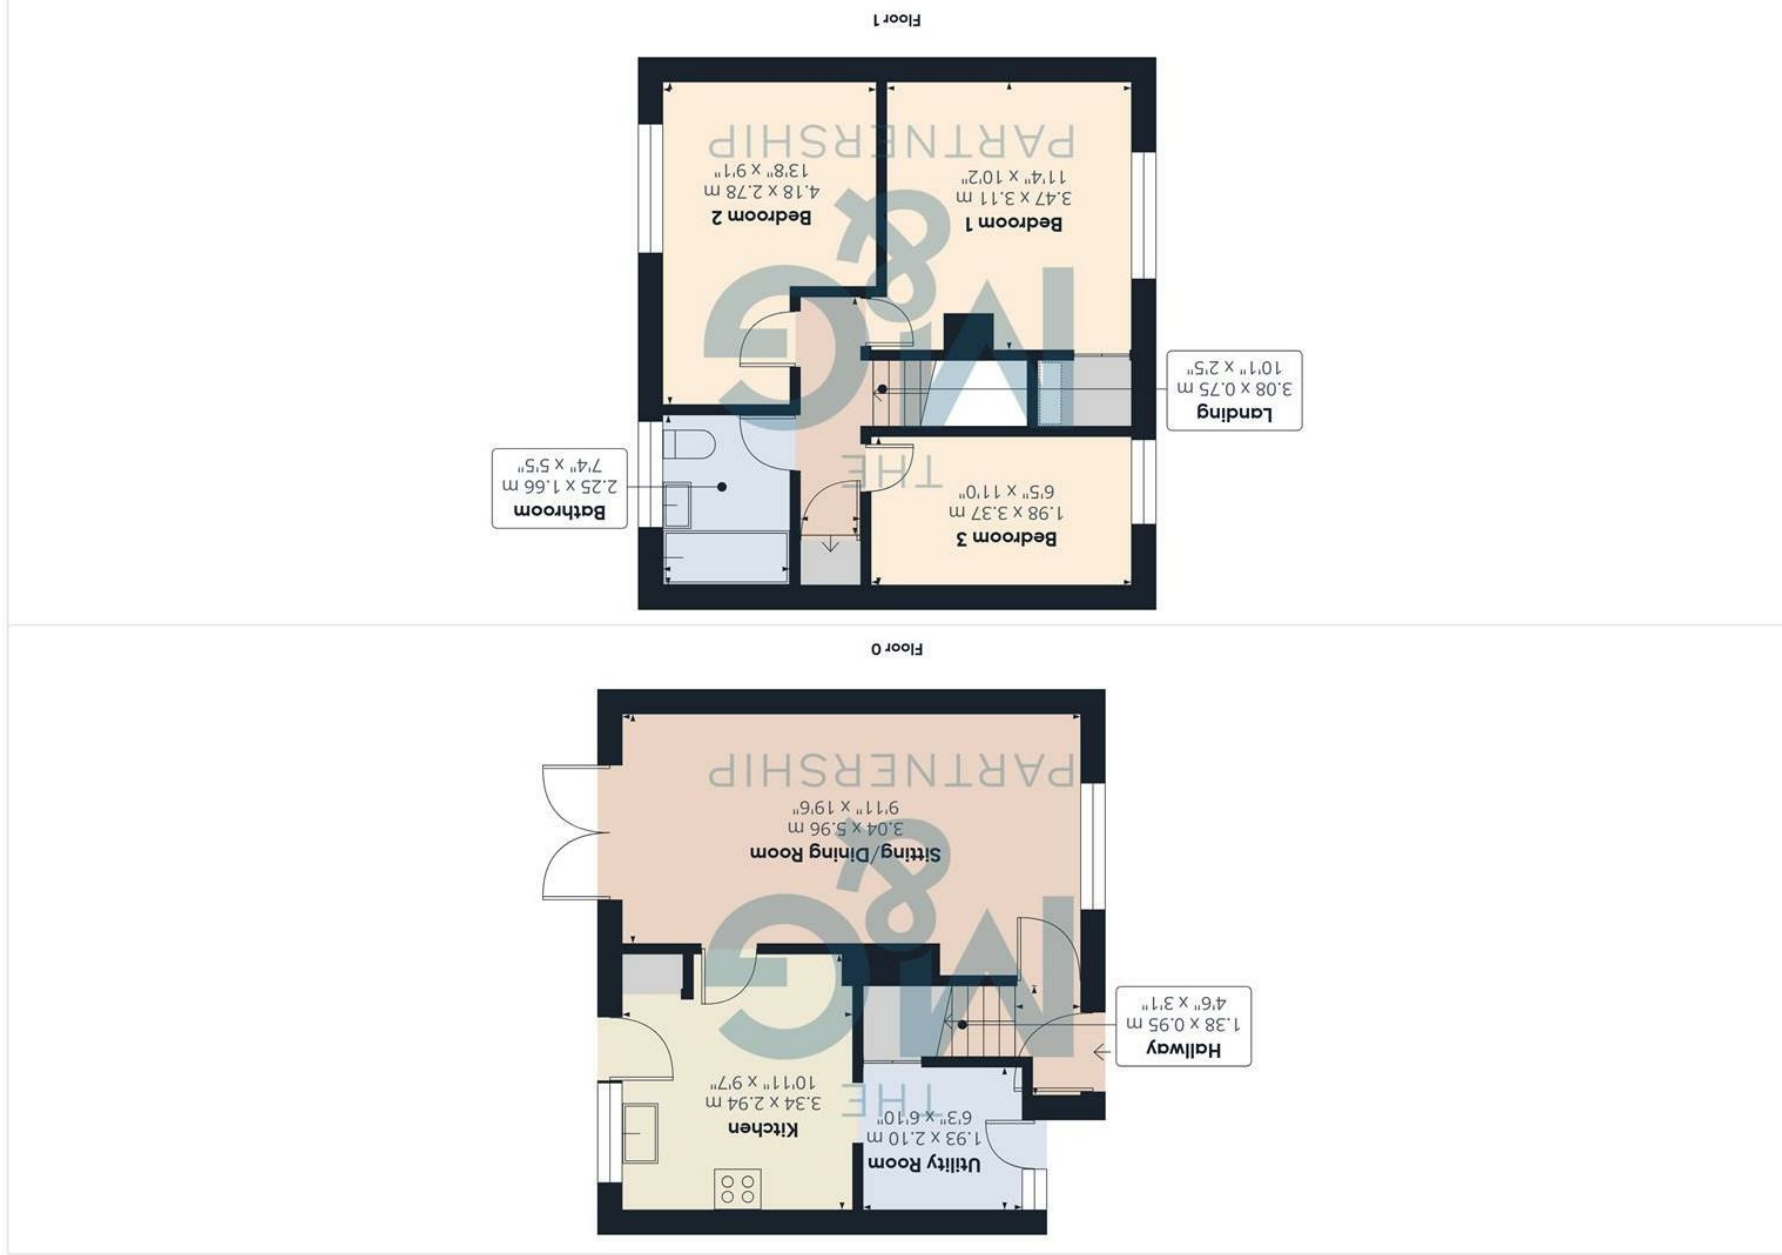 Floor 0
Utility Room
1.93 x 2.10 m
6'3" x 6'10"
Kitchen
3.34 x 2.94 m
10'11" x 9'7"
Hallway
1.38 x 0.95 m
4'6" x 3'1"
Sitting/Dining Room
3.04 x 5.96 m
9'11" x 19'6"
THE
M&G
PARTNERSHIP
Floor 1
Bedroom 3
1.98 x 3.37 m
6'5" x 11'0"
Bathroom
2.25 x 1.66 m
7'4" x 5'5"
Landing
3.08 x 0.75 m
10'1" x 2'5"
Bedroom 1
3.47 x 3.11 m
11'4" x 10'2"
Bedroom 2
4.18 x 2.78 m
13'8" x 9'1"
THE
M&G
PARTNERSHIP